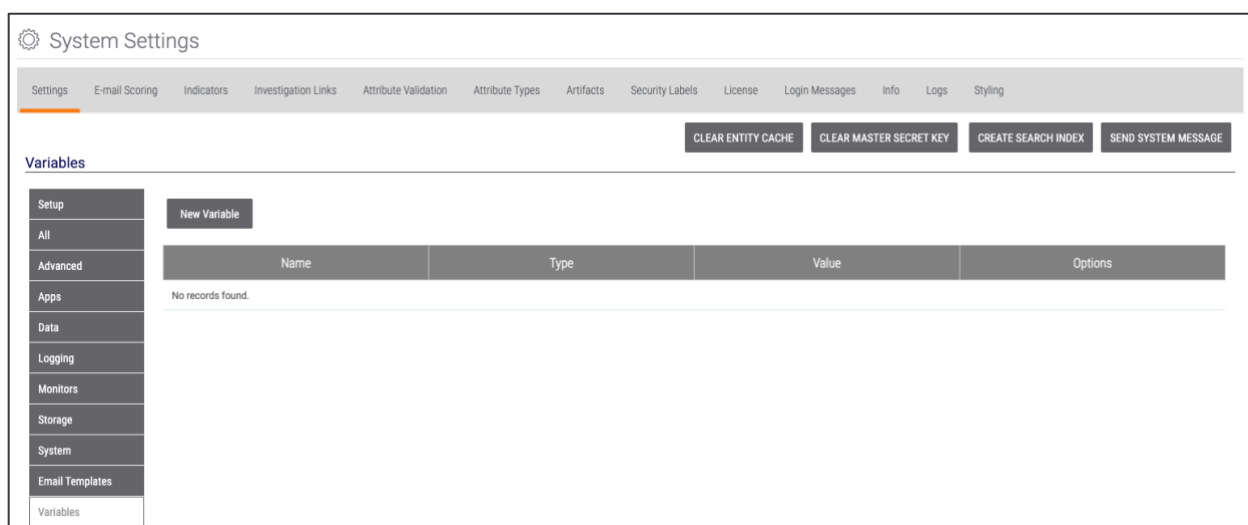 System Settings
Settings E-mail Scoring Indicators Investigation Links Attribute Validation Attribute Types Artifacts Security Labels License Login Messages Info Logs Styling
CLEAR ENTITY CACHE CLEAR MASTER SECRET KEY CREATE SEARCH INDEX SEND SYSTEM MESSAGE
Variables
Setup
New Variable
All
Advanced
Name Type Value Options
Apps
No records found.
Data
Logging
Monitors
Storage
System
Email Templates
Variables